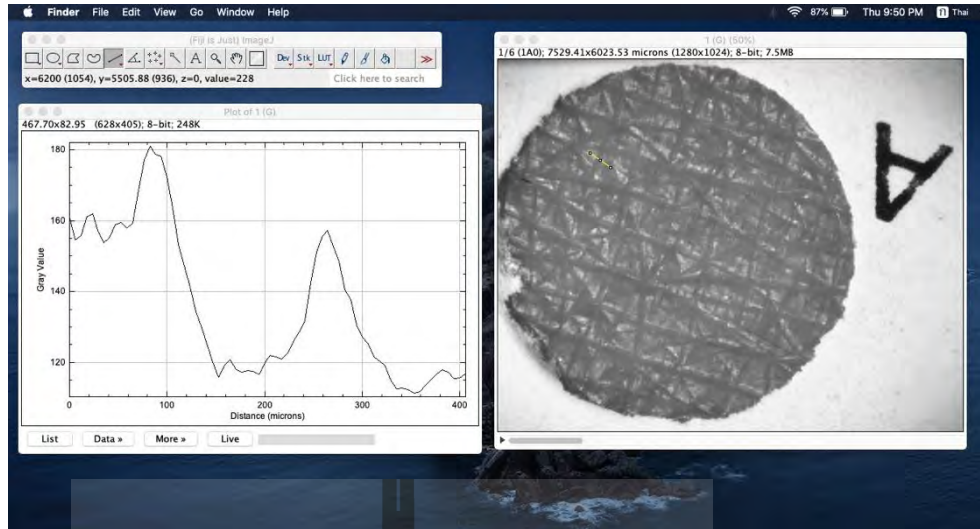 Finder File Edit View Go Window Help 87% Thu 9:50 PM ก Thai
(Fiji Is Just) ImageJ
Dev Stk LUT
x=6200 (1054), y=5505.88 (936), z=0, value=228 Click here to search
Plot of 1 (G)
467.70x82.95 (628x405); 8-bit; 248K
180
160
140
120
Gray Value
0 100 200 300 400
Distance (microns)
List Data » More » Live
1 (G) (50%)
1/6 (1A0); 7529.41x6023.53 microns (1280x1024); 8-bit; 7.5MB
A